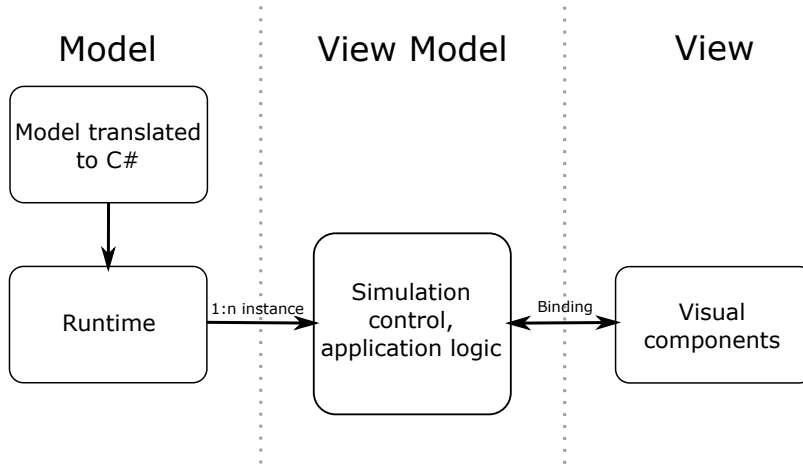 Model
View Model
View
Model translated
to C#
Runtime
1:n instance
Simulation
control,
application logic
Binding
Visual
components